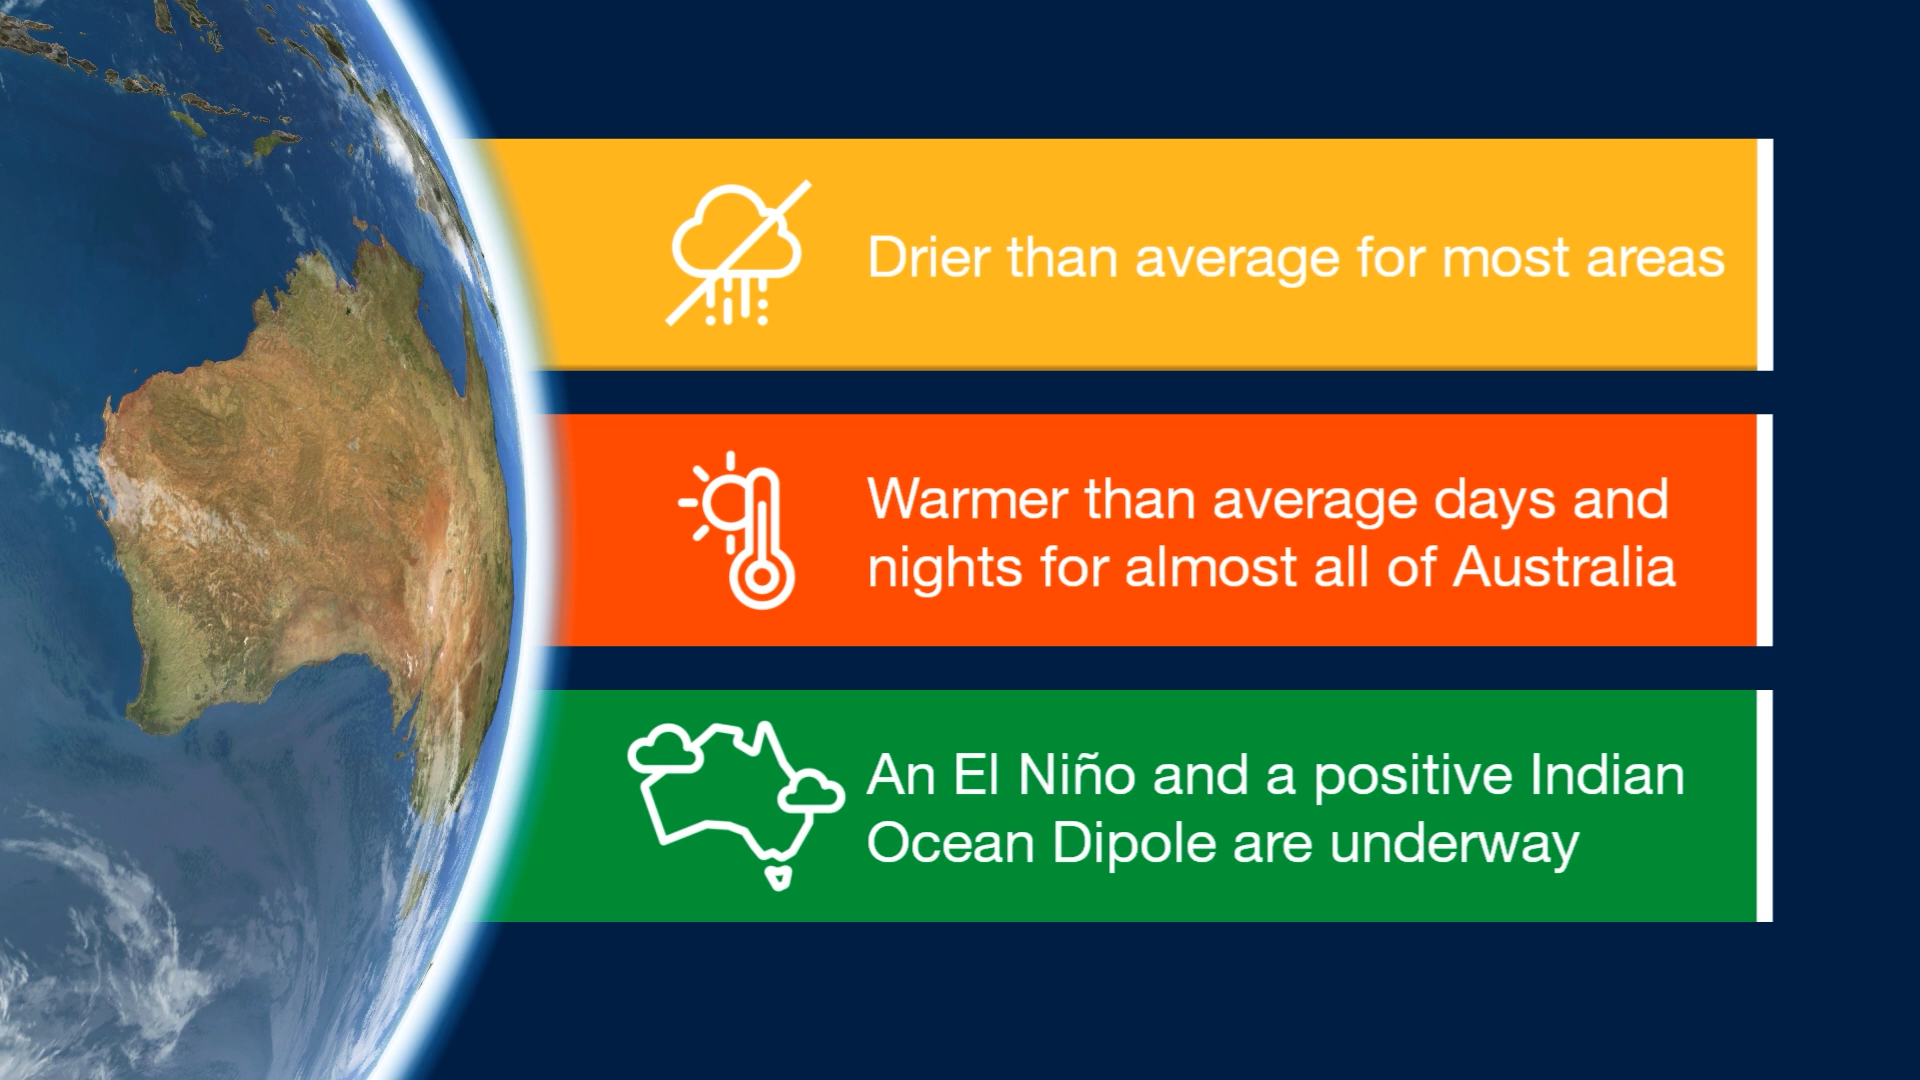 Drier than average for most areas
Warmer than average days and
nights for almost all of Australia
An El Niño and a positive Indian
Ocean Dipole are underway